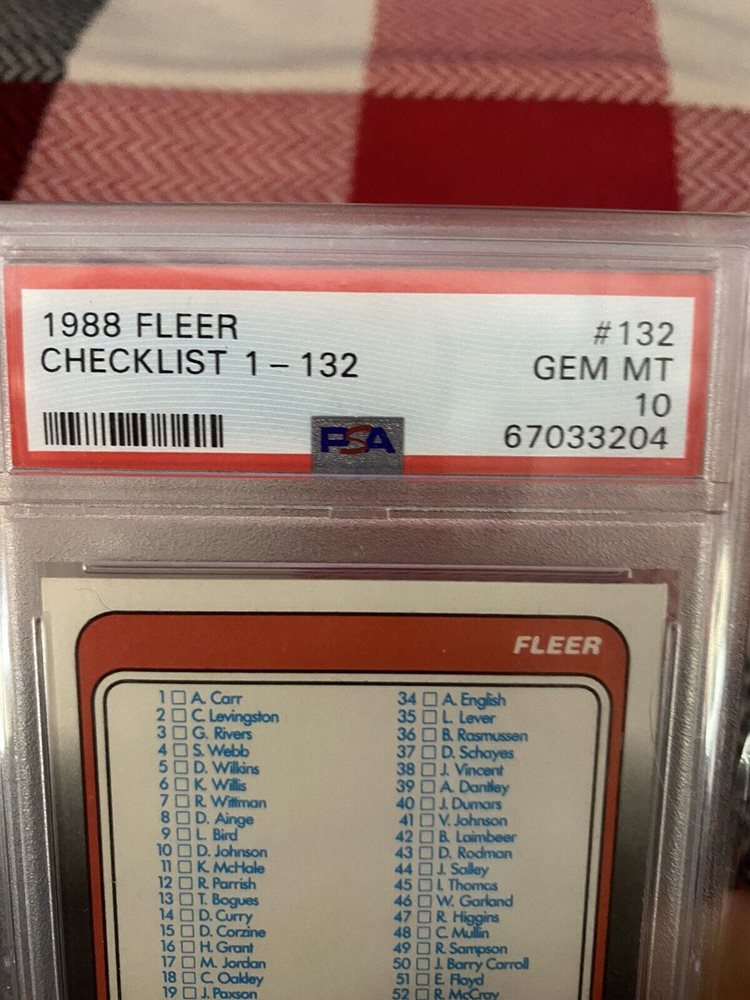 1988 FLEER #132
CHECKLIST 1 – 132 GEM MT
10
PSA 67033204
FLEER
1 A. Carr
2 C. Levingston
3 G. Rivers
4 S. Webb
5 D. Wilkins
6 K. Willis
7 R. Wittman
8 D. Ainge
9 L. Bird
10 D. Johnson
11 K. McHale
12 R. Parrish
13 T. Bogues
14 D. Curry
15 D. Corzine
16 H. Grant
17 M. Jordan
18 C. Oakley
19 J. Paxson
34 A. English
35 L. Lever
36 B. Rasmussen
37 D. Schayes
38 J. Vincent
39 A. Dantley
40 J. Dumars
41 V. Johnson
42 B. Laimbeer
43 D. Rodman
44 J. Salley
45 I. Thomas
46 W. Garland
47 R. Higgins
48 C. Mullin
49 R. Sampson
50 J. Barry Carroll
51 E. Floyd
52 R. McCray